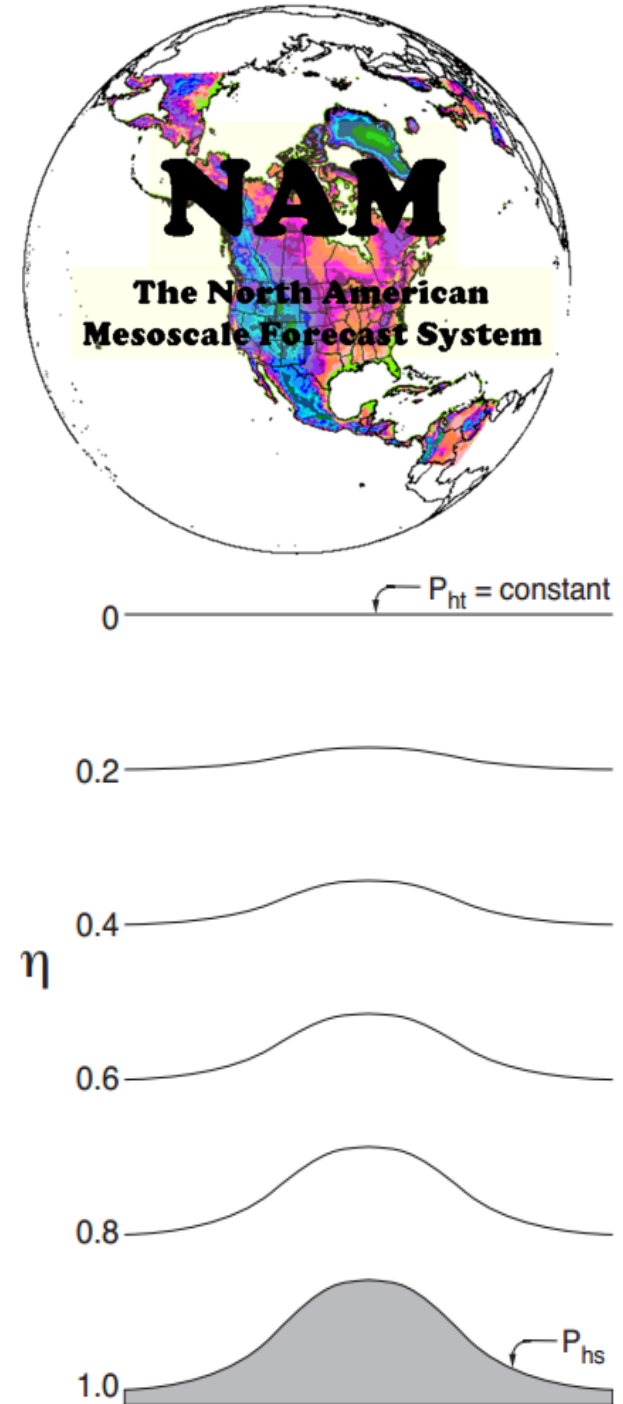 NAM
The North American
Mesoscale Forecast System
P_ht = constant
0
0.2
0.4
η
0.6
0.8
P_hs
1.0